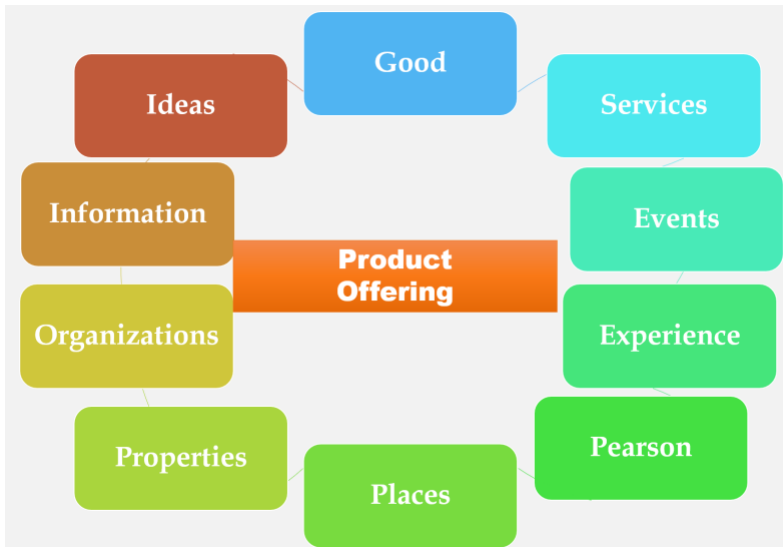 Good
Services
Events
Experience
Pearson
Places
Properties
Organizations
Information
Ideas
Product
Offering